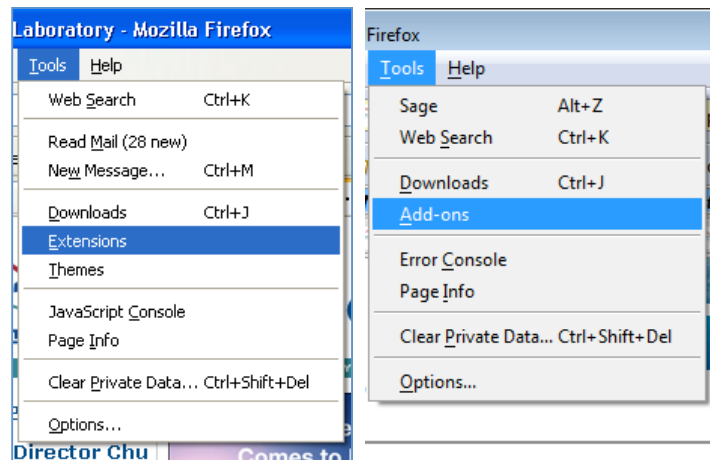 Laboratory - Mozilla Firefox
Tools Help
Web Search Ctrl+K
Read Mail (28 new)
New Message... Ctrl+M
Downloads Ctrl+J
Extensions
Themes
JavaScript Console
Page Info
Clear Private Data... Ctrl+Shift+Del
Options...
Director Chu
Comes to
Firefox
Tools Help
Sage Alt+Z
Web Search Ctrl+K
Downloads Ctrl+J
Add-ons
Error Console
Page Info
Clear Private Data... Ctrl+Shift+Del
Options...